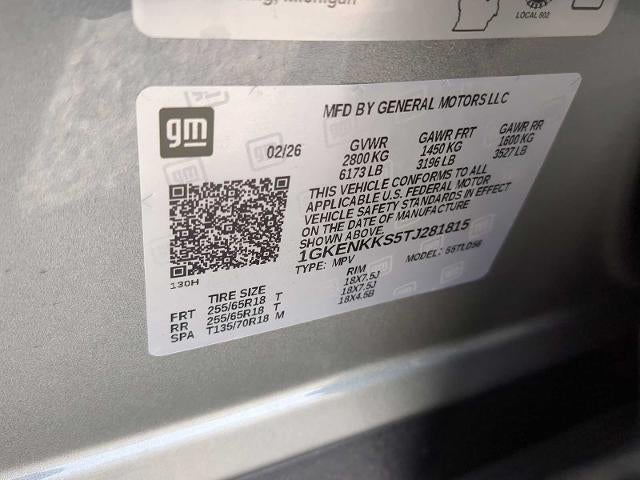 Michigan
LOCAL 602
gm
MFD BY GENERAL MOTORS LLC
02/26
GVWR GAWR FRT GAWR RR
2800 KG 1450 KG 1600 KG
6173 LB 3196 LB 3527 LB
THIS VEHICLE CONFORMS TO ALL
APPLICABLE U.S. FEDERAL MOTOR
VEHICLE SAFETY STANDARDS IN EFFECT
ON THE DATE OF MANUFACTURE
SHOWN ABOVE.
1GKENKKS5TJ281815
TYPE: MPV MODEL: 55TLD56
130H
TIRE SIZE RIM
FRT 255/65R18 T 18X7.5J
RR 255/65R18 T 18X7.5J
SPA T135/70R18 M 18X4.5B